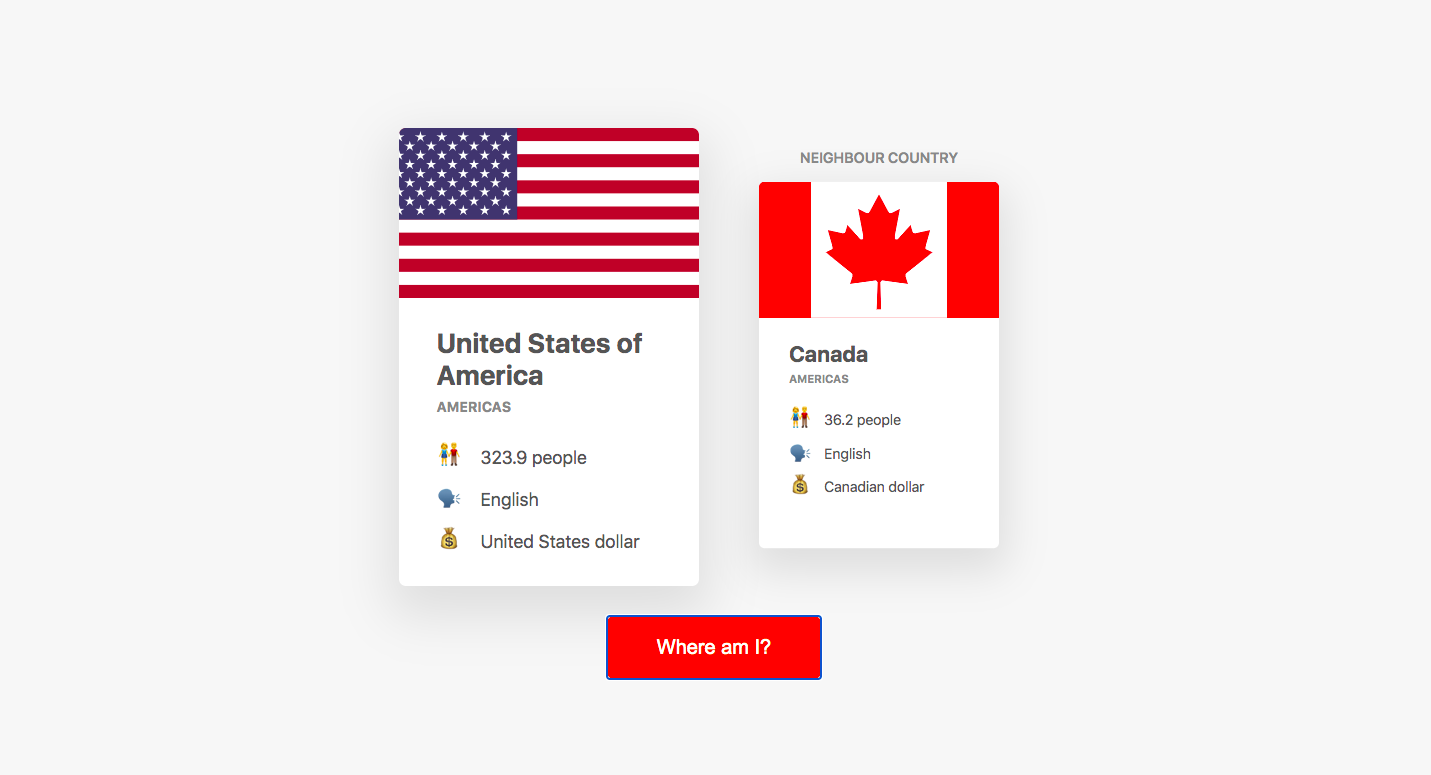 United States of
America
AMERICAS
323.9 people
English
United States dollar
NEIGHBOUR COUNTRY
Canada
AMERICAS
36.2 people
English
Canadian dollar
Where am I?